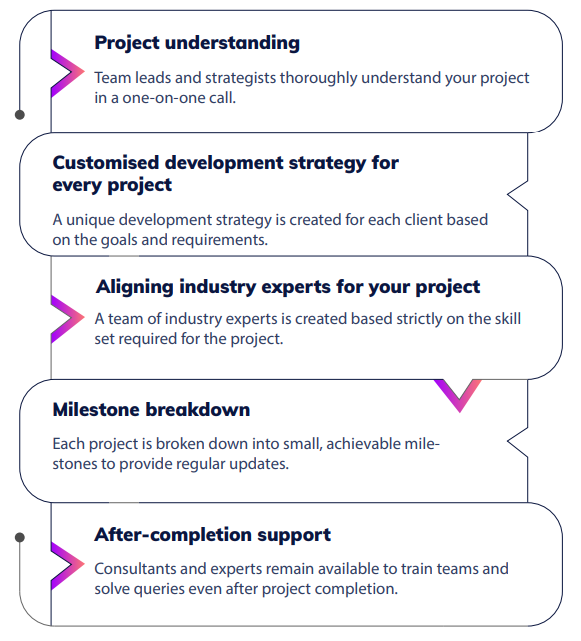 Project understanding
Team leads and strategists thoroughly understand your project
in a one-on-one call.
Customised development strategy for
every project
A unique development strategy is created for each client based
on the goals and requirements.
Aligning industry experts for your project
A team of industry experts is created based strictly on the skill
set required for the project.
Milestone breakdown
Each project is broken down into small, achievable mile-
stones to provide regular updates.
After-completion support
Consultants and experts remain available to train teams and
solve queries even after project completion.